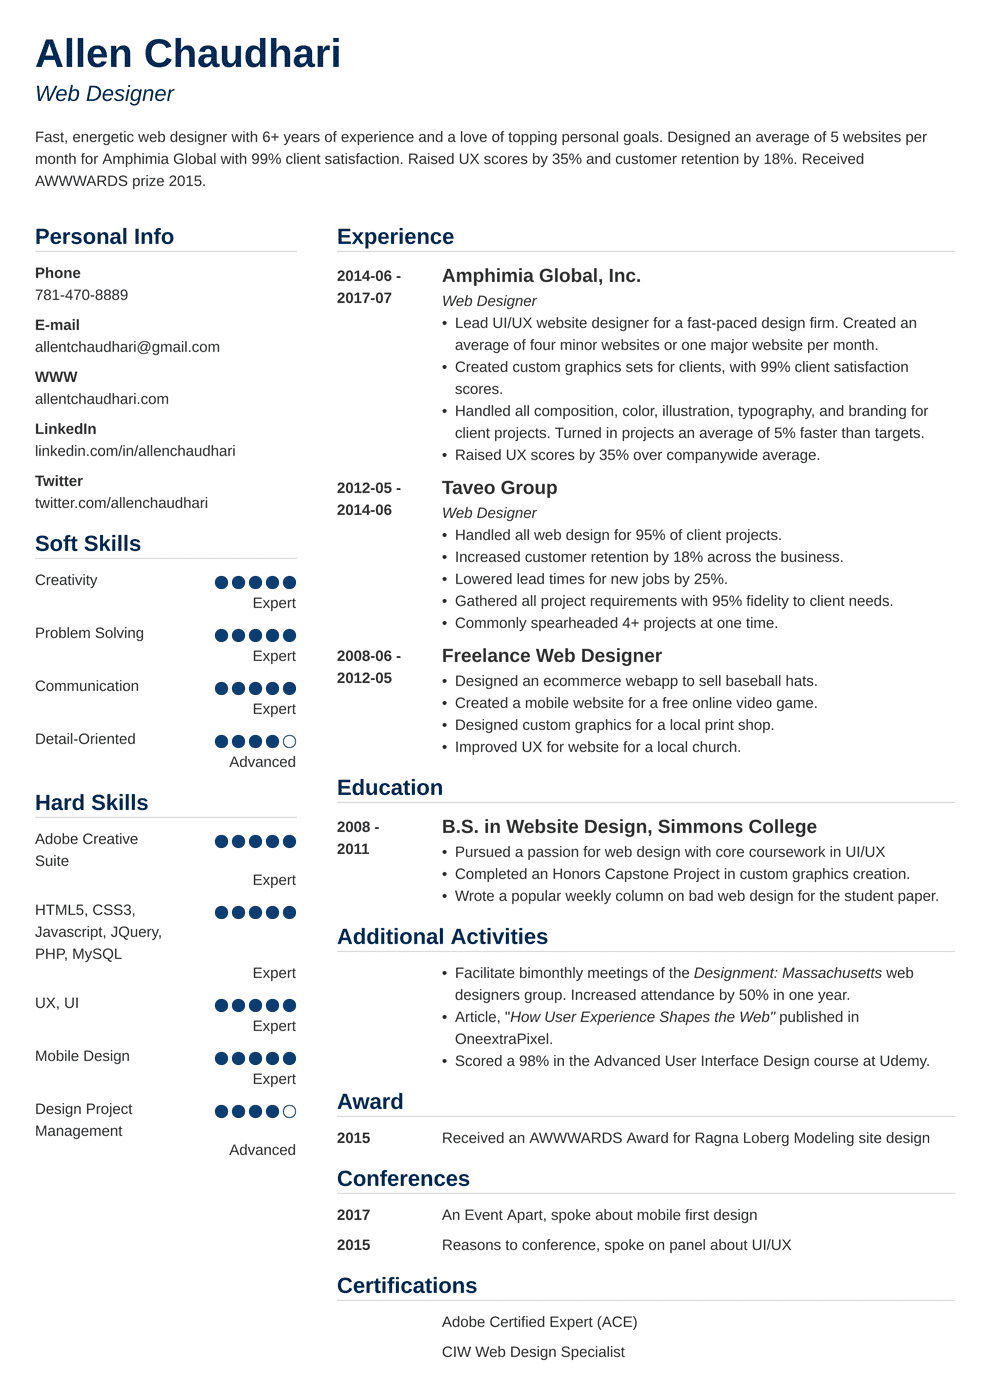 Allen Chaudhari
Web Designer
Fast, energetic web designer with 6+ years of experience and a love of topping personal goals. Designed an average of 5 websites per
month for Amphimia Global with 99% client satisfaction. Raised UX scores by 35% and customer retention by 18%. Received
AWWWARDS prize 2015.
Personal Info
Phone
781-470-8889
E-mail
allentchaudhari@gmail.com
WWW
allentchaudhari.com
LinkedIn
linkedin.com/in/allenchaudhari
Twitter
twitter.com/allenchaudhari
Soft Skills
Creativity
Expert
Problem Solving
Expert
Communication
Expert
Detail-Oriented
Advanced
Hard Skills
Adobe Creative
Suite
Expert
HTML5, CSS3,
Javascript, JQuery,
PHP, MySQL
Expert
UX, UI
Expert
Mobile Design
Expert
Design Project
Management
Advanced
Experience
2014-06 -
2017-07
Amphimia Global, Inc.
Web Designer
• Lead UI/UX website designer for a fast-paced design firm. Created an
average of four minor websites or one major website per month.
• Created custom graphics sets for clients, with 99% client satisfaction
scores.
• Handled all composition, color, illustration, typography, and branding for
client projects. Turned in projects an average of 5% faster than targets.
• Raised UX scores by 35% over companywide average.
2012-05 -
2014-06
Taveo Group
Web Designer
• Handled all web design for 95% of client projects.
• Increased customer retention by 18% across the business.
• Lowered lead times for new jobs by 25%.
• Gathered all project requirements with 95% fidelity to client needs.
• Commonly spearheaded 4+ projects at one time.
2008-06 -
2012-05
Freelance Web Designer
• Designed an ecommerce webapp to sell baseball hats.
• Created a mobile website for a free online video game.
• Designed custom graphics for a local print shop.
• Improved UX for website for a local church.
Education
2008 -
2011
B.S. in Website Design, Simmons College
• Pursued a passion for web design with core coursework in UI/UX
• Completed an Honors Capstone Project in custom graphics creation.
• Wrote a popular weekly column on bad web design for the student paper.
Additional Activities
• Facilitate bimonthly meetings of the Designment: Massachusetts web
designers group. Increased attendance by 50% in one year.
• Article, "How User Experience Shapes the Web" published in
OneextraPixel.
• Scored a 98% in the Advanced User Interface Design course at Udemy.
Award
2015 Received an AWWWARDS Award for Ragna Loberg Modeling site design
Conferences
2017 An Event Apart, spoke about mobile first design
2015 Reasons to conference, spoke on panel about UI/UX
Certifications
Adobe Certified Expert (ACE)
CIW Web Design Specialist